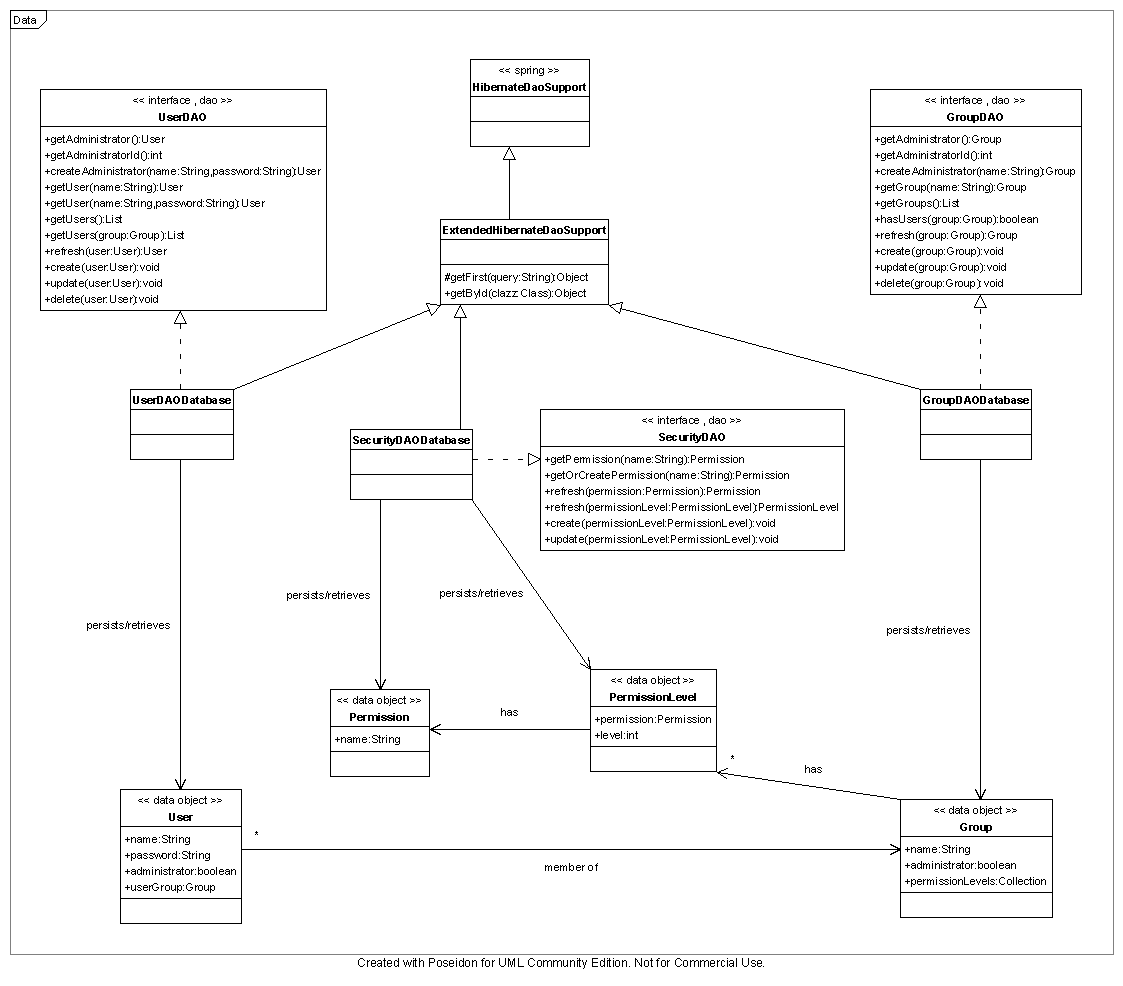 Data
<< spring >>
HibernateDaoSupport
<< interface , dao >>
UserDAO
+getAdministrator():User
+getAdministratorId():int
+createAdministrator(name:String,password:String):User
+getUser(name:String):User
+getUser(name:String,password:String):User
+getUsers():List
+getUsers(group:Group):List
+refresh(user:User):User
+create(user:User):void
+update(user:User):void
+delete(user:User):void
<< interface , dao >>
GroupDAO
+getAdministrator():Group
+getAdministratorId():int
+createAdministrator(name:String):Group
+getGroup(name:String):Group
+getGroups():List
+hasUsers(group:Group):boolean
+refresh(group:Group):Group
+create(group:Group):void
+update(group:Group):void
+delete(group:Group):void
ExtendedHibernateDaoSupport
#getFirst(query:String):Object
+getById(clazz:Class):Object
UserDAODatabase
GroupDAODatabase
SecurityDAODatabase
<< interface , dao >>
SecurityDAO
+getPermission(name:String):Permission
+getOrCreatePermission(name:String):Permission
+refresh(permission:Permission):Permission
+refresh(permissionLevel:PermissionLevel):PermissionLevel
+create(permissionLevel:PermissionLevel):void
+update(permissionLevel:PermissionLevel):void
persists/retrieves
persists/retrieves
persists/retrieves
persists/retrieves
<< data object >>
Permission
+name:String
has
<< data object >>
PermissionLevel
+permission:Permission
+level:int
*
has
<< data object >>
User
+name:String
+password:String
+administrator:boolean
+userGroup:Group
*
member of
<< data object >>
Group
+name:String
+administrator:boolean
+permissionLevels:Collection
Created with Poseidon for UML Community Edition. Not for Commercial Use.